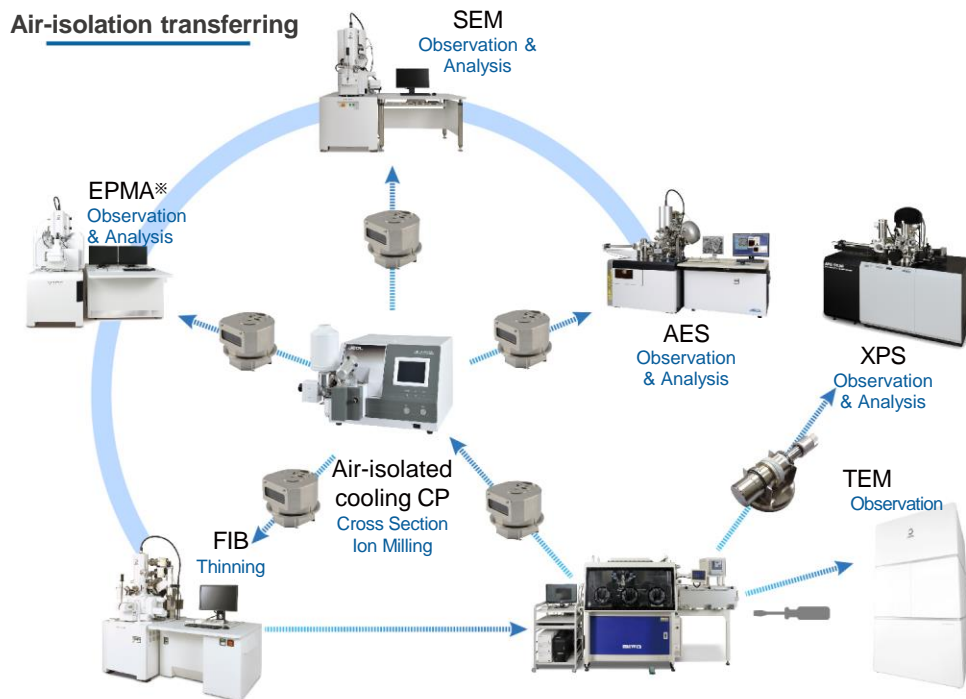 Air-isolation transferring
SEM
Observation &
Analysis
EPMA※
Observation
& Analysis
AES
Observation
& Analysis
XPS
Observation
& Analysis
Air-isolated
cooling CP
Cross Section
Ion Milling
TEM
Observation
FIB
Thinning